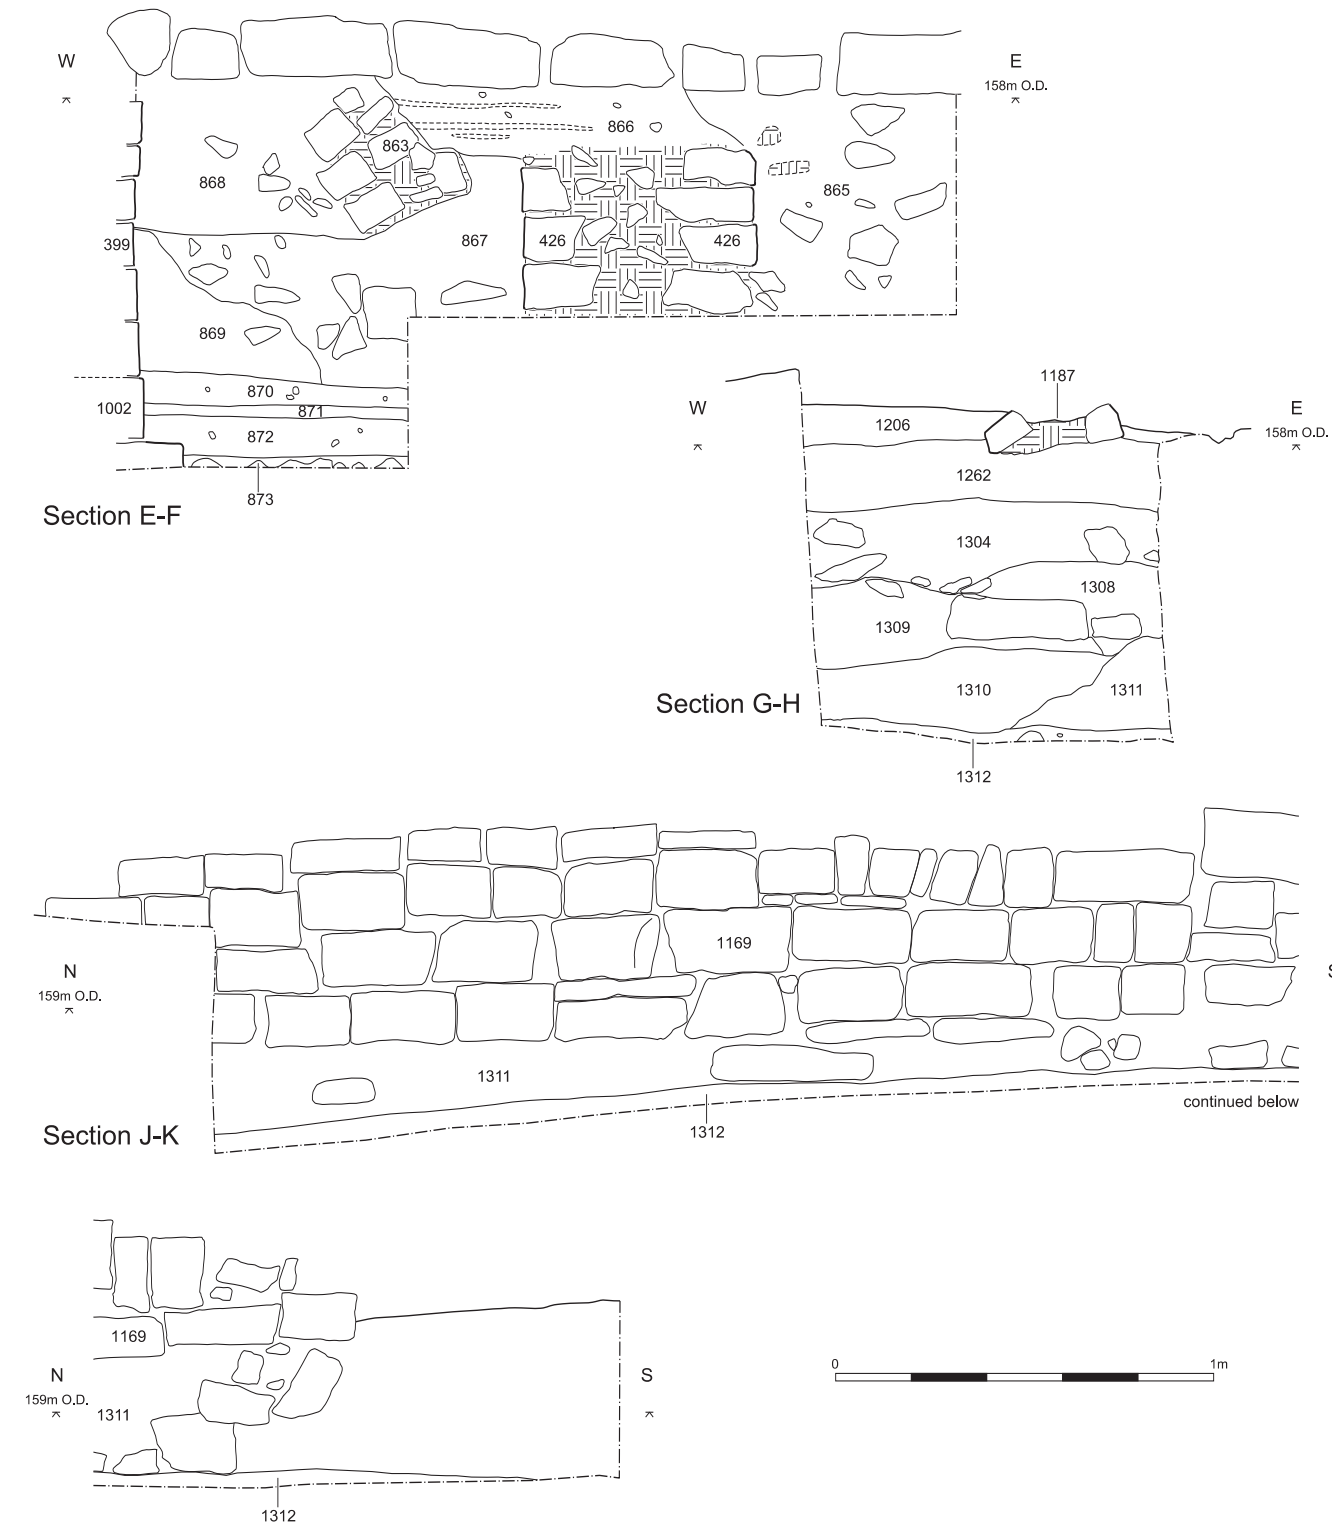 W
E
158m O.D.
866
863
868
865
399
867
426
426
869
870
871
1002
872
873
Section E-F
1187
W
E
158m O.D.
1206
1262
1304
1308
1309
1310
1311
Section G-H
1312
1169
N
159m O.D.
S
1311
continued below
Section J-K
1312
1169
N
159m O.D.
S
1311
1312
0
1m